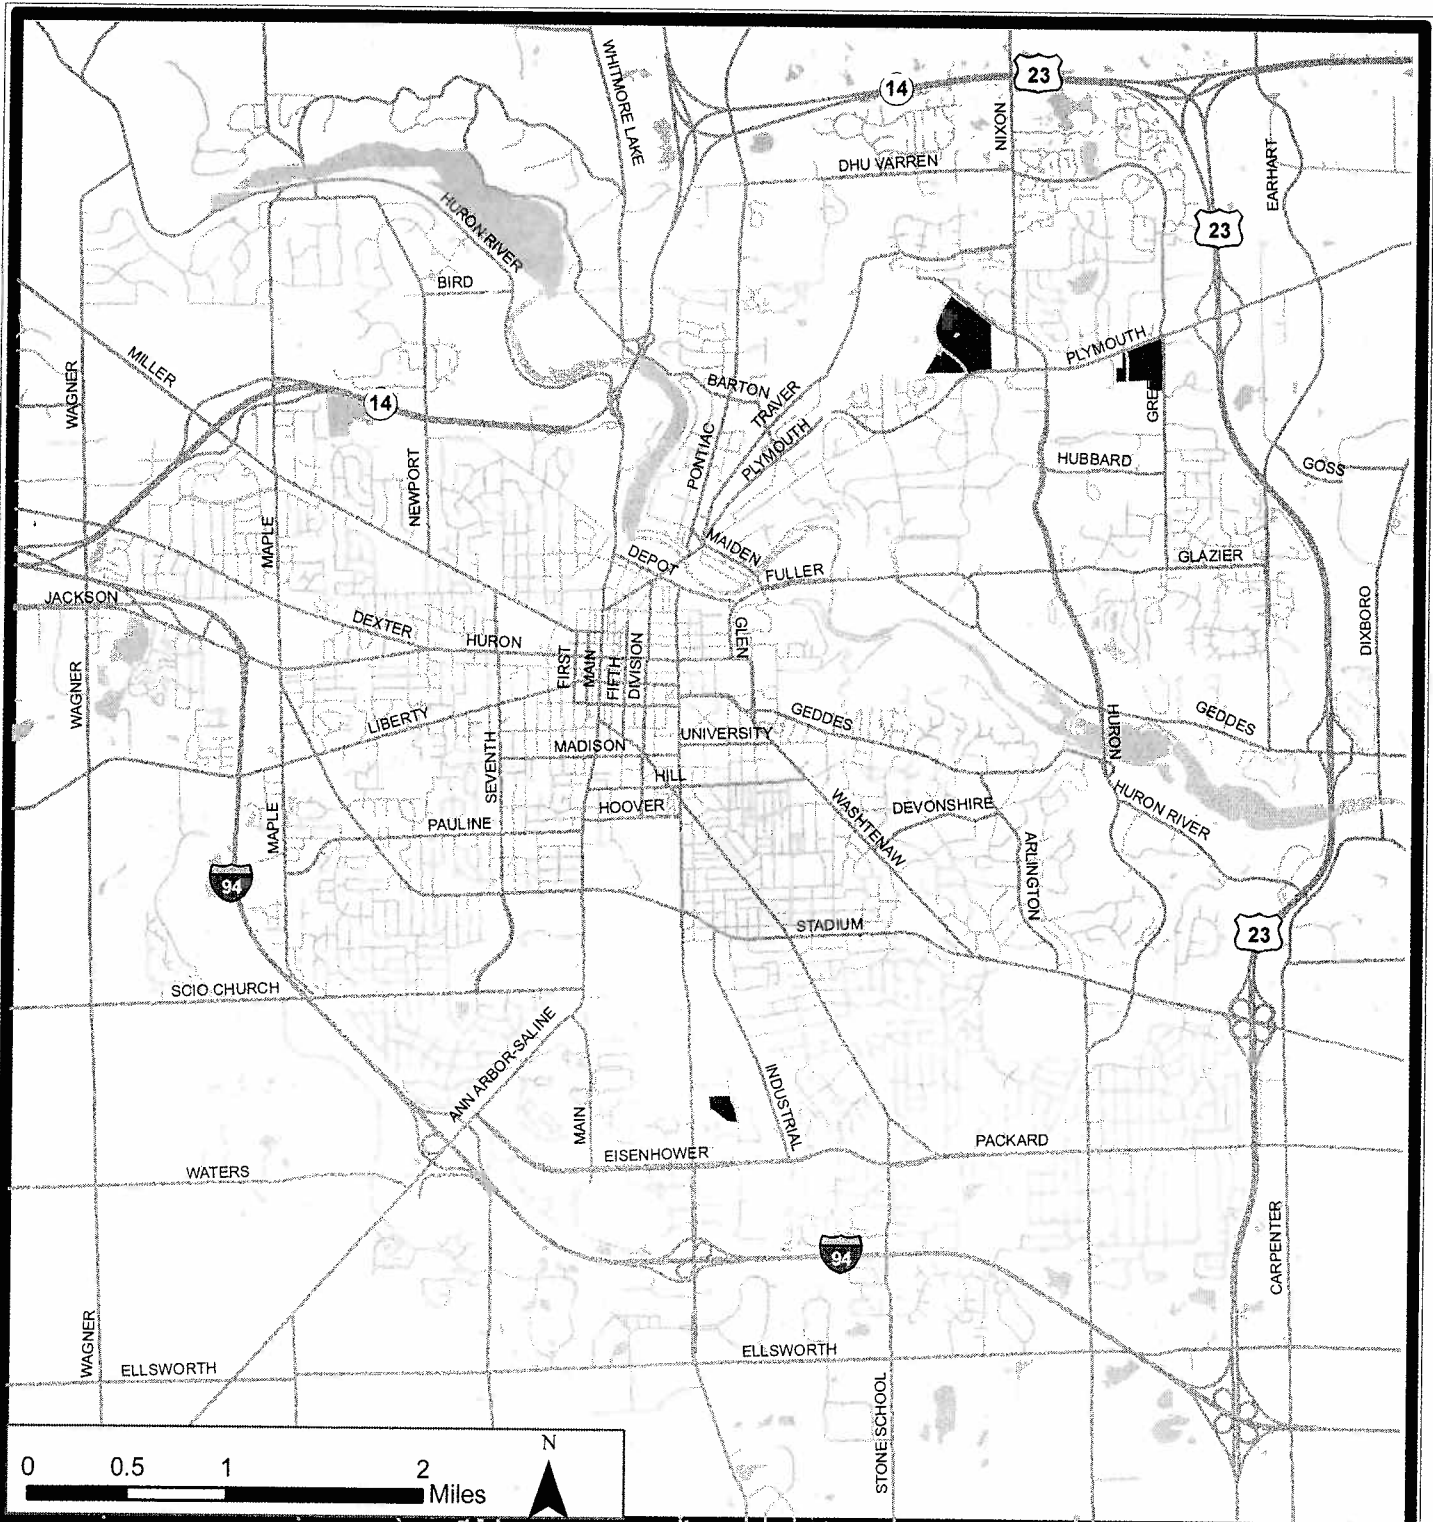 WHITMORE LAKE
14
23
NIXON
DHU VARREN
EARHART
HURON RIVER
23
BIRD
MILLER
WAGNER
14
BARTON
TRAVER
PLYMOUTH
PLYMOUTH
GRE
PONTIAC
NEWPORT
HUBBARD
GOSS
MAPLE
MAIDEN
DEPOT
FULLER
GLAZIER
JACKSON
DEXTER
HURON
GLEN
DIXBORO
FIRST
MAIN
FIFTH
DIVISION
WAGNER
LIBERTY
GEDDES
GEDDES
HURON
UNIVERSITY
MADISON
SEVENTH
HILL
HOOVER
WASHTENAW
DEVONSHIRE
HURON RIVER
MAPLE
PAULINE
ARLINGTON
94
STADIUM
23
SCIO CHURCH
ANN ARBOR-SALINE
INDUSTRIAL
MAIN
EISENHOWER
PACKARD
WATERS
CARPENTER
94
WAGNER
ELLSWORTH
ELLSWORTH
STONE SCHOOL
N
0 0.5 1 2
Miles